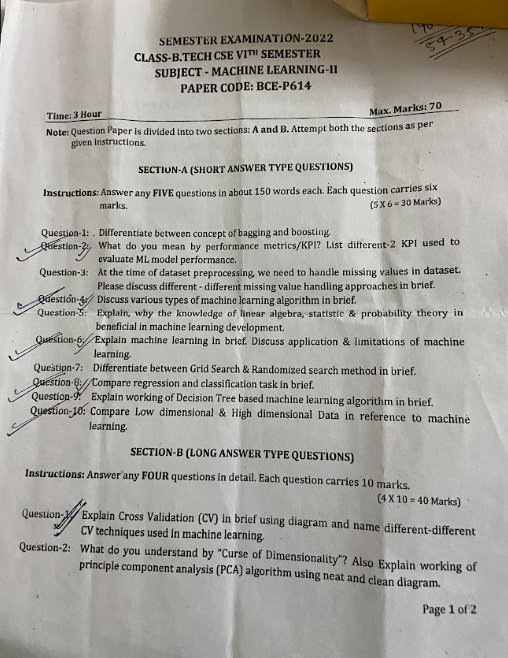 190
54-35
SEMESTER EXAMINATION-2022
CLASS-B.TECH CSE VITH SEMESTER
SUBJECT - MACHINE LEARNING-II
PAPER CODE: BCE-P614
Time: 3 Hour Max. Marks: 70
Note: Question Paper is divided into two sections: A and B. Attempt both the sections as per
given instructions.
SECTION-A (SHORT ANSWER TYPE QUESTIONS)
Instructions: Answer any FIVE questions in about 150 words each. Each question carries six
marks. (5 X 6 = 30 Marks)
Question-1: . Differentiate between concept of bagging and boosting.
Question-2: What do you mean by performance metrics/KPI? List different-2 KPI used to
evaluate ML model performance.
Question-3: At the time of dataset preprocessing, we need to handle missing values in dataset.
Please discuss different - different missing value handling approaches in brief.
Question-4: Discuss various types of machine learning algorithm in brief.
Question-5: Explain, why the knowledge of linear algebra, statistic & probability theory in
beneficial in machine learning development.
Question-6: Explain machine learning in brief. Discuss application & limitations of machine
learning.
Question-7: Differentiate between Grid Search & Randomized search method in brief.
Question-8: Compare regression and classification task in brief.
Question-9: Explain working of Decision Tree based machine learning algorithm in brief.
Question-10: Compare Low dimensional & High dimensional Data in reference to machine
learning.
SECTION-B (LONG ANSWER TYPE QUESTIONS)
Instructions: Answer any FOUR questions in detail. Each question carries 10 marks.
(4 X 10 = 40 Marks)
Question-1 Explain Cross Validation (CV) in brief using diagram and name different-different
CV techniques used in machine learning.
Question-2: What do you understand by "Curse of Dimensionality"? Also Explain working of
principle component analysis (PCA) algorithm using neat and clean diagram.
Page 1 of 2